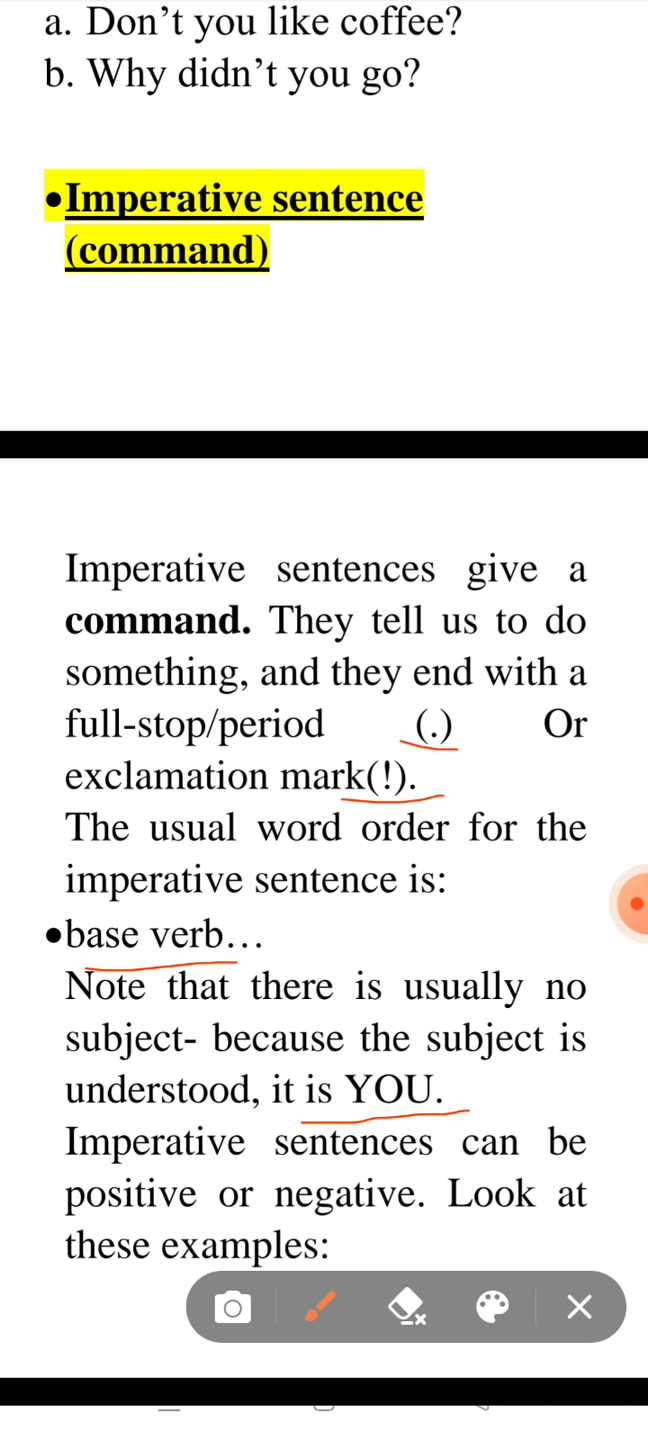 a. Don’t you like coffee?
b. Why didn’t you go?
•Imperative sentence
(command)
Imperative sentences give a
command. They tell us to do
something, and they end with a
full-stop/period (.) Or
exclamation mark(!).
The usual word order for the
imperative sentence is:
•base verb…
Note that there is usually no
subject- because the subject is
understood, it is YOU.
Imperative sentences can be
positive or negative. Look at
these examples: